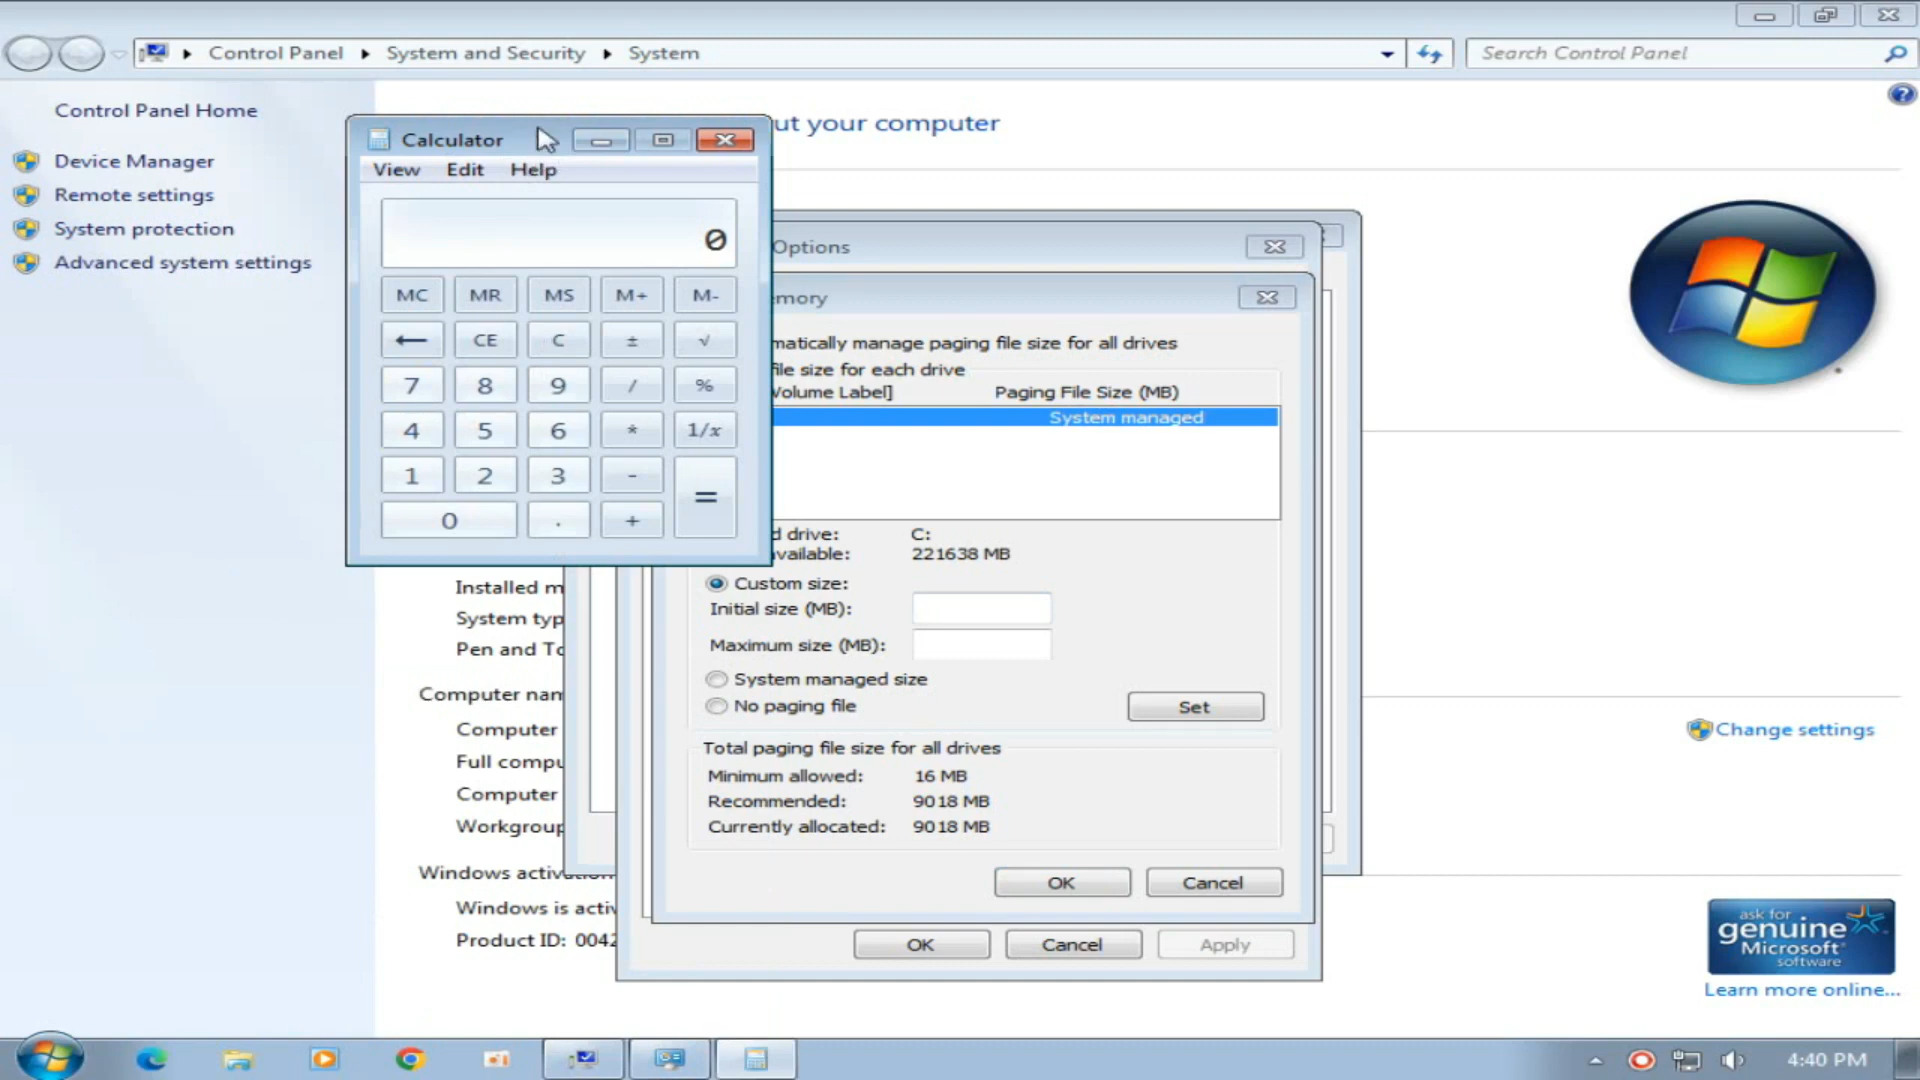 Control Panel
System and Security
System
Search Control Panel
Control Panel Home
Device Manager
Remote settings
System protection
Advanced system settings
ut your computer
Calculator
View Edit Help
0
MC MR MS M+ M-
← CE C ± √
7 8 9 / %
4 5 6 * 1/x
1 2 3 - =
0 . +
Options
mory
matically manage paging file size for all drives
file size for each drive
Volume Label] Paging File Size (MB)
System managed
d drive: C:
vailable: 221638 MB
Custom size:
Initial size (MB):
Maximum size (MB):
System managed size
No paging file
Set
Total paging file size for all drives
Minimum allowed: 16 MB
Recommended: 9018 MB
Currently allocated: 9018 MB
OK Cancel
OK Cancel Apply
Installed m
System typ
Pen and To
Computer nam
Computer
Full compu
Computer
Workgroup
Change settings
Windows activation
Windows is activ
Product ID: 0042
ask for
genuine
Microsoft
software
Learn more online...
4:40 PM